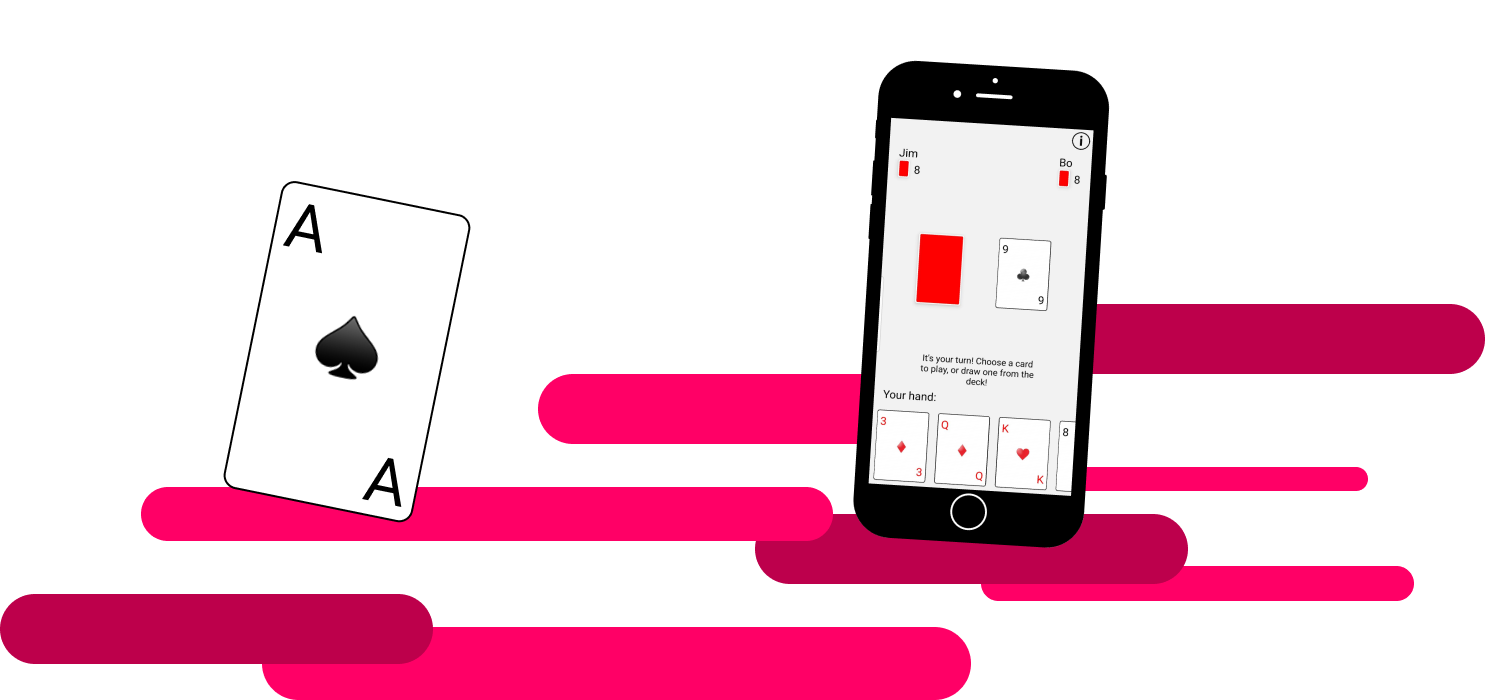 A
A
i
Jim
8
Bo
8
9
9
It's your turn! Choose a card
to play, or draw one from the
deck!
Your hand:
3
3
Q
Q
K
K
8